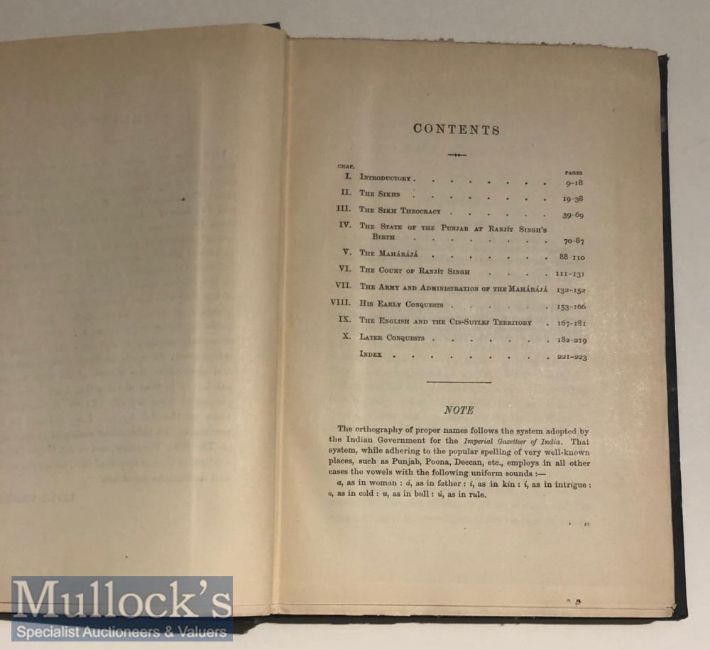 CONTENTS
CHAP. PAGES
I. INTRODUCTORY . . . . . . . . 9-18
II. THE SIKHS . . . . . . . . 19-38
III. THE SIKH THEOCRACY . . . . . . 39-69
IV. THE STATE OF THE PUNJAB AT RANJÍT SINGH'S
BIRTH . . . . . . . . 70-87
V. THE MAHÁRÁJÁ . . . . . . . 88-110
VI. THE COURT OF RANJÍT SINGH . . . . 111-131
VII. THE ARMY AND ADMINISTRATION OF THE MAHÁRÁJÁ 132-152
VIII. HIS EARLY CONQUESTS . . . . . . 153-166
IX. THE ENGLISH AND THE CIS-SUTLEJ TERRITORY . 167-181
X. LATER CONQUESTS . . . . . . . 182-219
INDEX . . . . . . . . . 221-223
NOTE
The orthography of proper names follows the system adopted by
the Indian Government for the Imperial Gazetteer of India. That
system, while adhering to the popular spelling of very well-known
places, such as Punjab, Poona, Deccan, etc., employs in all other
cases the vowels with the following uniform sounds :—
a, as in woman : á, as in father : i, as in kin : í, as in intrigue :
o, as in cold : u, as in bull : ú, as in rule.
Mullock's
Specialist Auctioneers & Valuers